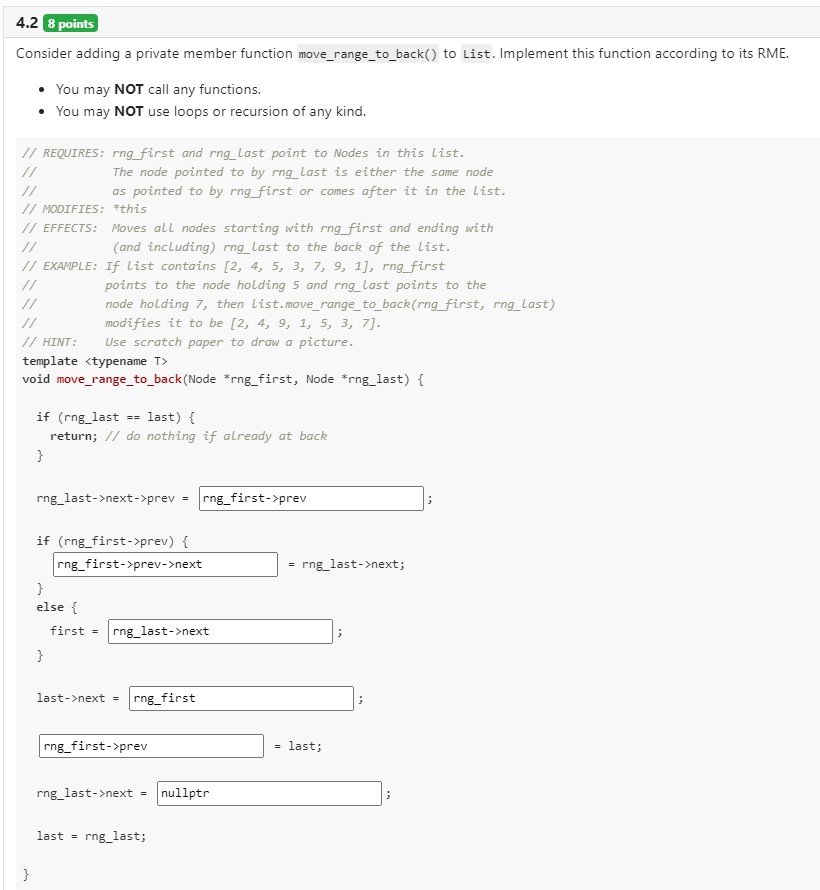 4.2 8 points
Consider adding a private member function move_range_to_back() to List. Implement this function according to its RME.
• You may NOT call any functions.
• You may NOT use loops or recursion of any kind.
// REQUIRES: rng_first and rng_last point to Nodes in this list.
//           The node pointed to by rng_last is either the same node
//           as pointed to by rng_first or comes after it in the list.
// MODIFIES: *this
// EFFECTS:  Moves all nodes starting with rng_first and ending with
//           (and including) rng_last to the back of the list.
// EXAMPLE: If list contains [2, 4, 5, 3, 7, 9, 1], rng_first
//          points to the node holding 5 and rng_last points to the
//          node holding 7, then list.move_range_to_back(rng_first, rng_last)
//          modifies it to be [2, 4, 9, 1, 5, 3, 7].
// HINT:    Use scratch paper to draw a picture.
template <typename T>
void move_range_to_back(Node *rng_first, Node *rng_last) {
  if (rng_last == last) {
    return; // do nothing if already at back
  }
  rng_last->next->prev = rng_first->prev ;
  if (rng_first->prev) {
    rng_first->prev->next = rng_last->next;
  }
  else {
    first = rng_last->next ;
  }
  last->next = rng_first ;
  rng_first->prev = last;
  rng_last->next = nullptr ;
  last = rng_last;
}